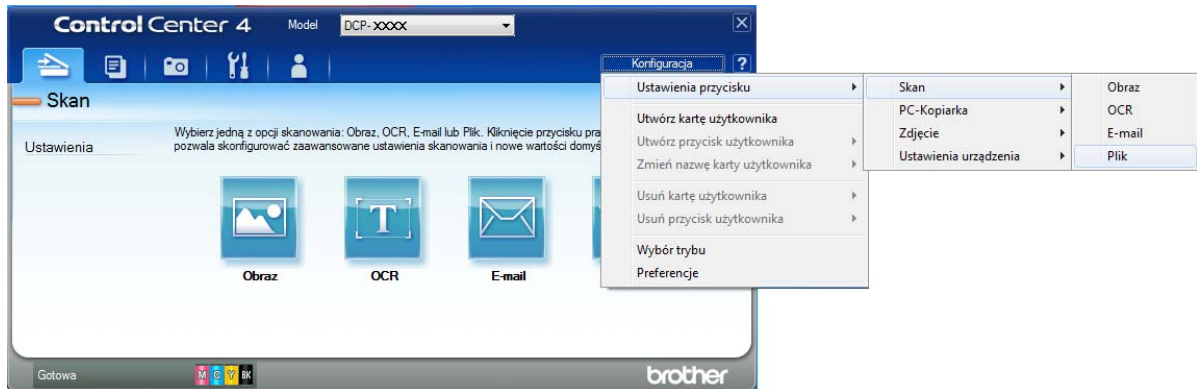 Control Center 4 Model DCP-XXXX
Konfiguracja ?
Skan
Ustawienia
Wybierz jedną z opcji skanowania: Obraz, OCR, E-mail lub Plik. Kliknięcie przycisku pra
pozwala skonfigurować zaawansowane ustawienia skanowania i nowe wartości domyś
Obraz
OCR
E-mail
Ustawienia przycisku
Utwórz kartę użytkownika
Utwórz przycisk użytkownika
Zmień nazwę karty użytkownika
Usuń kartę użytkownika
Usuń przycisk użytkownika
Wybór trybu
Preferencje
Skan
PC-Kopiarka
Zdjęcie
Ustawienia urządzenia
Obraz
OCR
E-mail
Plik
Gotowa
M C Y BK
brother